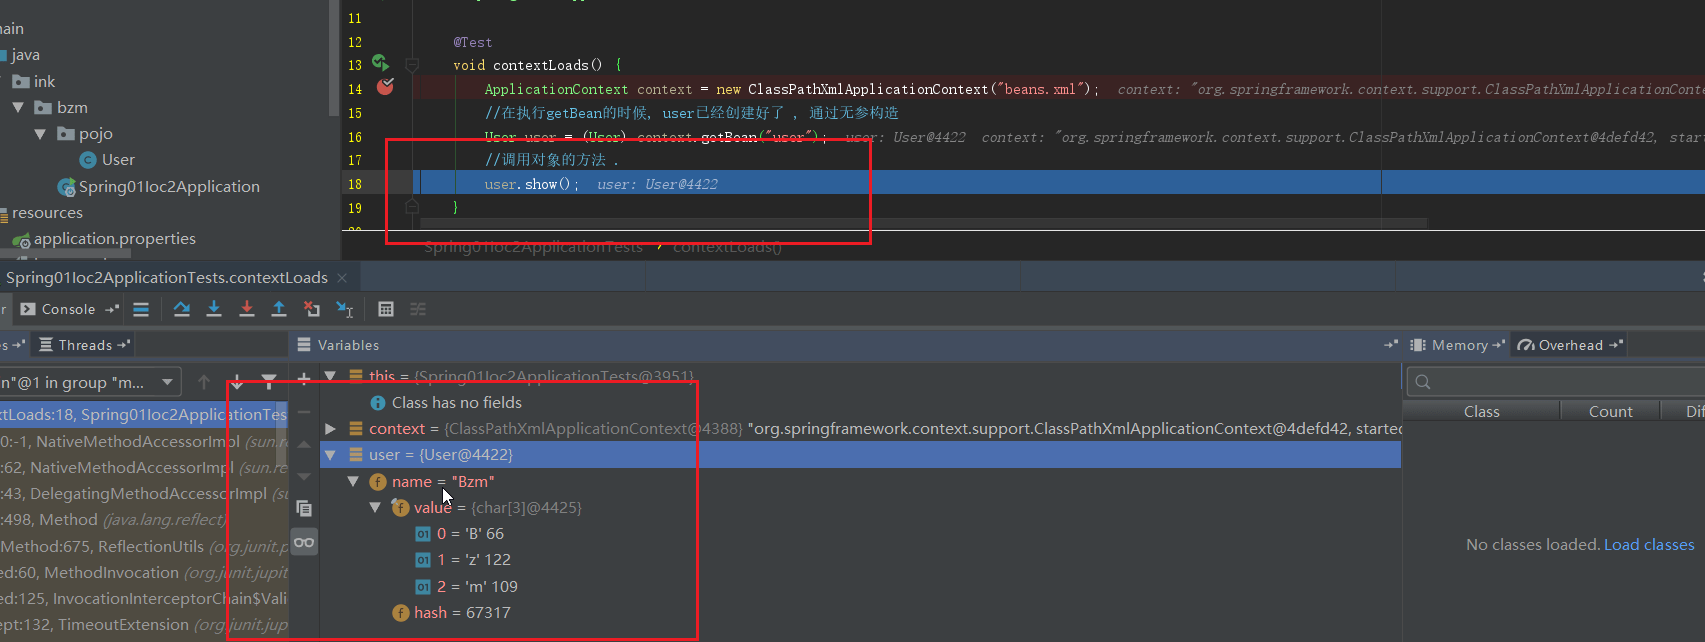 11
ain
12 @Test
java
13 void contextLoads() {
ink
14 ApplicationContext context = new ClassPathXmlApplicationContext("beans.xml"); context: "org.springframework.context.support.ClassPathXmlApplicationConte
bzm
15 //在执行getBean的时候, user已经创建好了 , 通过无参构造
pojo
16 User user = (User) context.getBean("user"); user: User@4422 context: "org.springframework.context.support.ClassPathXmlApplicationContext@4defd42, star
User
17 //调用对象的方法 .
Spring01Ioc2Application
18 user.show(); user: User@4422
resources
19 }
application.properties
Spring01Ioc2ApplicationTests › contextLoads()
Spring01Ioc2ApplicationTests.contextLoads ×
r Console
s Threads Variables Memory Overhead
n"@1 in group "m...
this = {Spring01Ioc2ApplicationTests@3951}
Class has no fields
Class Count Dif
xtLoads:18, Spring01Ioc2ApplicationTes
context = {ClassPathXmlApplicationContext@4388} "org.springframework.context.support.ClassPathXmlApplicationContext@4defd42, started
0:-1, NativeMethodAccessorImpl (sun.re
user = {User@4422}
:62, NativeMethodAccessorImpl (sun.re
name = "Bzm"
:43, DelegatingMethodAccessorImpl (su
value = {char[3]@4425}
:498, Method (java.lang.reflect)
0 = 'B' 66
Method:675, ReflectionUtils (org.junit.p
1 = 'z' 122
No classes loaded. Load classes
ed:60, MethodInvocation (org.junit.jupit
2 = 'm' 109
ed:125, InvocationInterceptorChain$Vali
hash = 67317
ept:132, TimeoutExtension (org.junit.jup